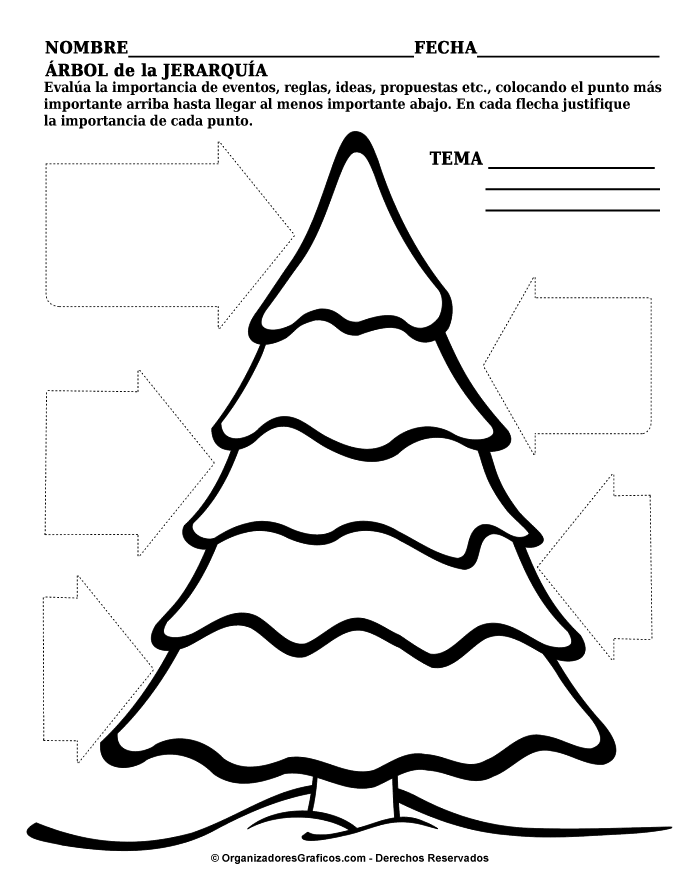 NOMBRE____________________________FECHA__________________
ÁRBOL de la JERARQUÍA
Evalúa la importancia de eventos, reglas, ideas, propuestas etc., colocando el punto más
importante arriba hasta llegar al menos importante abajo. En cada flecha justifique
la importancia de cada punto.
TEMA
© OrganizadoresGraficos.com - Derechos Reservados